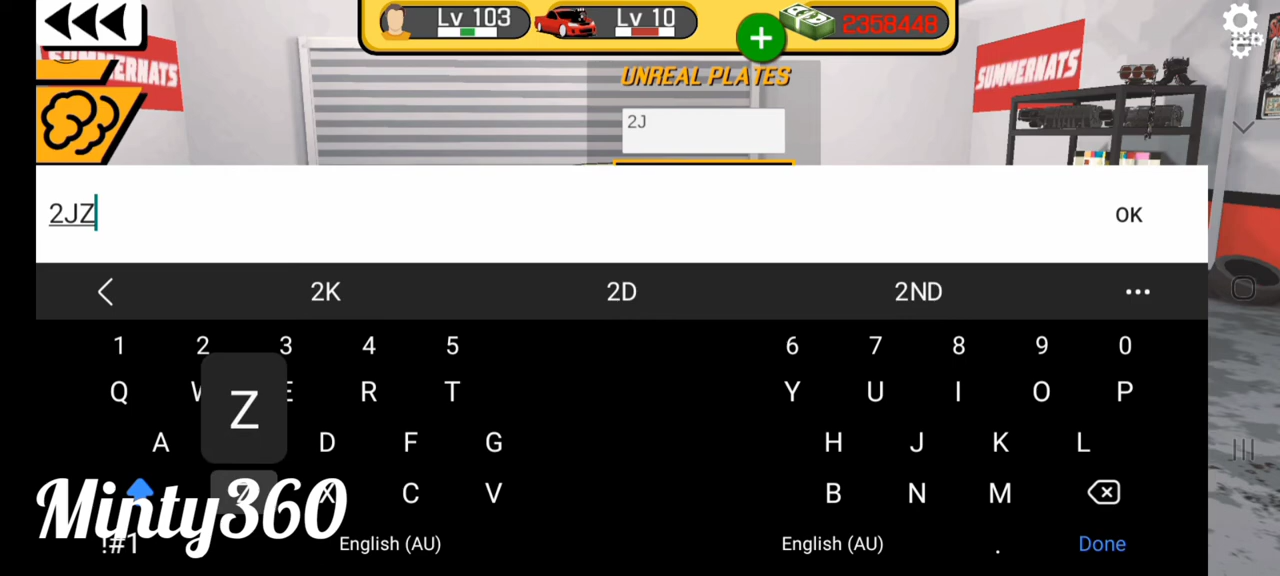 Lv 103
Lv 10
2358448
UNREAL PLATES
SUMMERNATS
2J
2JZ
OK
2K
2D
2ND
1 2 3 4 5 6 7 8 9 0
Q E R T Y U I O P
Z
A D F G H J K L
X C V B N M
Minty360
!#1
English (AU)
English (AU)
.
Done